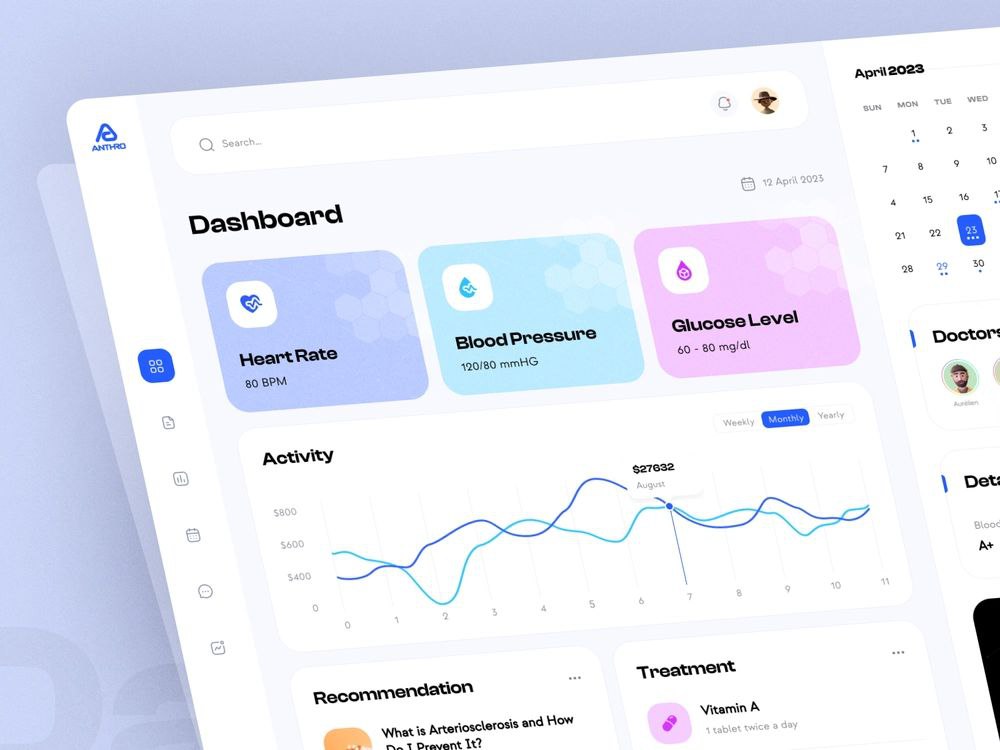 ANTHRO
Search...
12 April 2023
Dashboard
Heart Rate
80 BPM
Blood Pressure
120/80 mmHG
Glucose Level
60 - 80 mg/dl
Activity
Weekly Monthly Yearly
$27632
August
$800
$600
$400
0
0 1 2 3 4 5 6 7 8 9 10 11
Recommendation
What is Arteriosclerosis and How
Do I Prevent It?
Treatment
Vitamin A
1 tablet twice a day
April 2023
SUN MON TUE WED
1 2 3
7 8 9 10
4 15 16
21 22 23
28 29 30
Doctors
Aurélien
A+